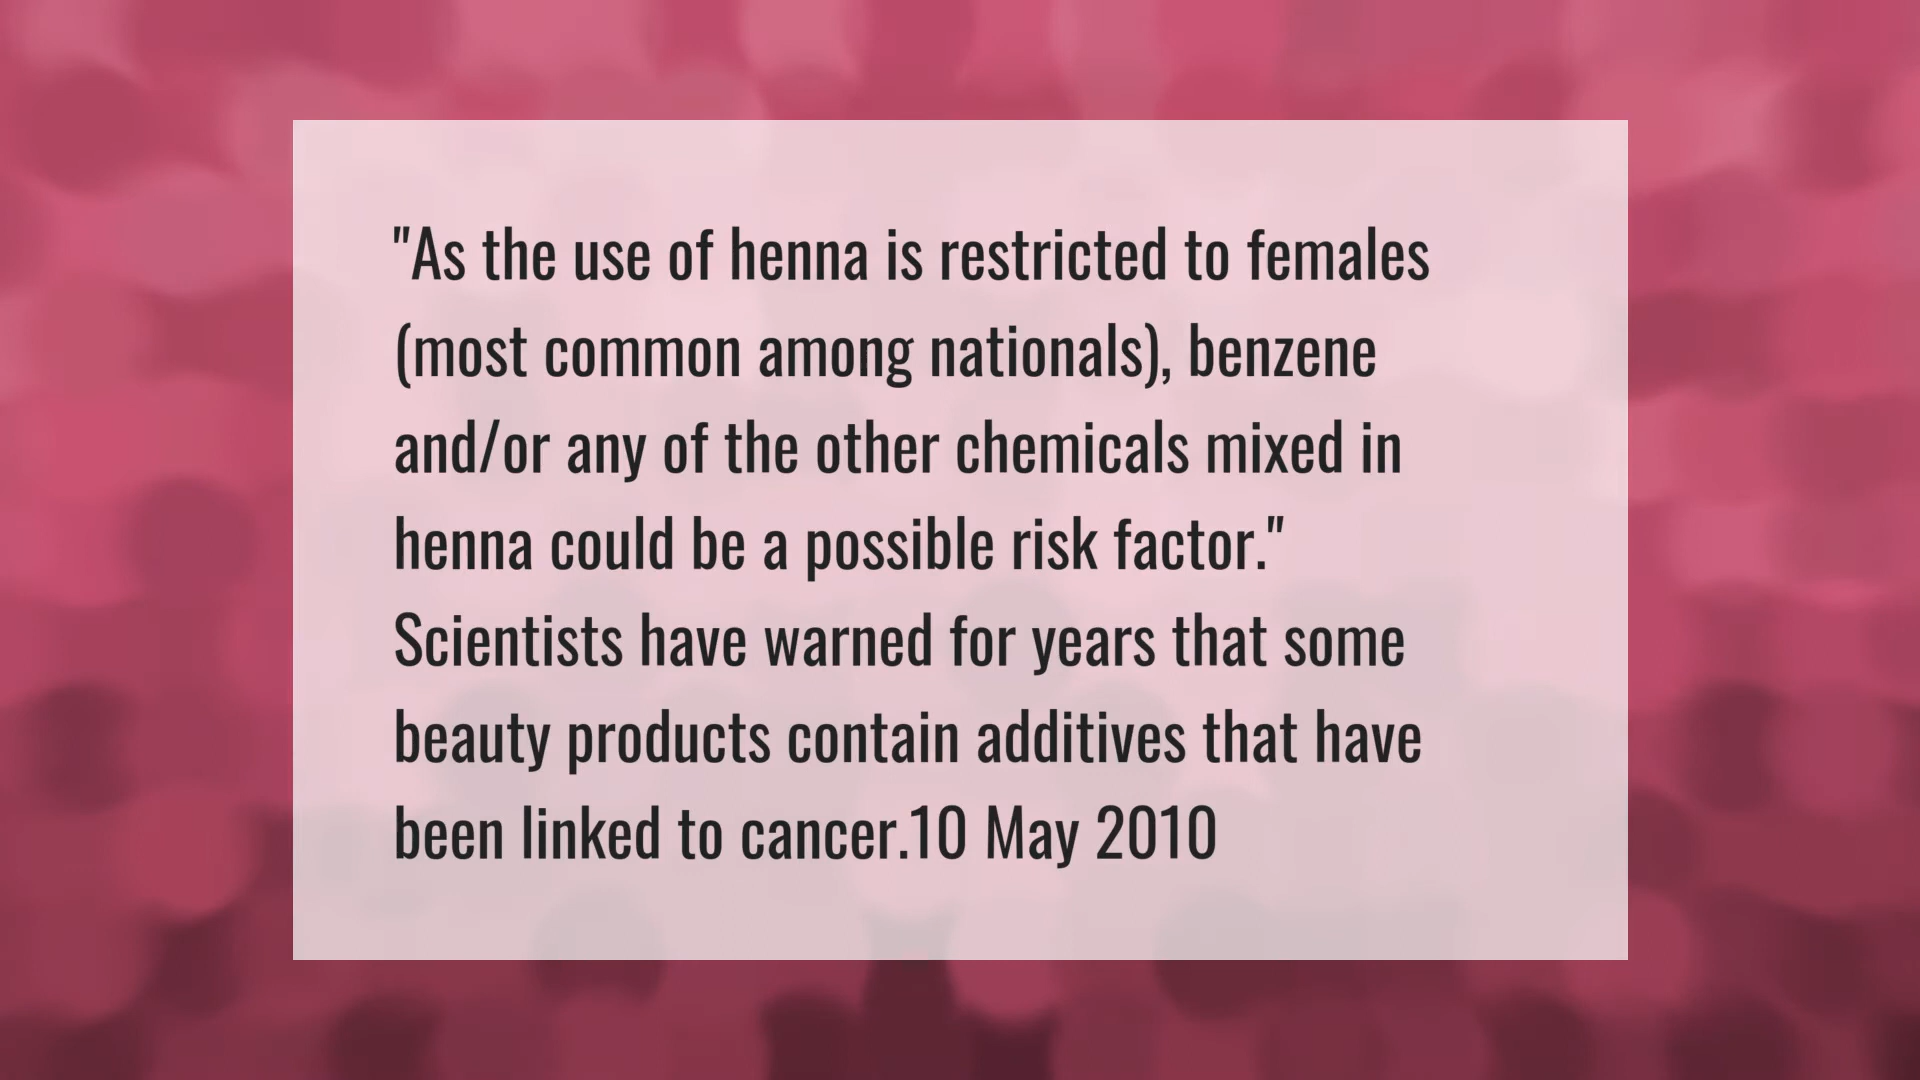 "As the use of henna is restricted to females
(most common among nationals), benzene
and/or any of the other chemicals mixed in
henna could be a possible risk factor."
Scientists have warned for years that some
beauty products contain additives that have
been linked to cancer.10 May 2010